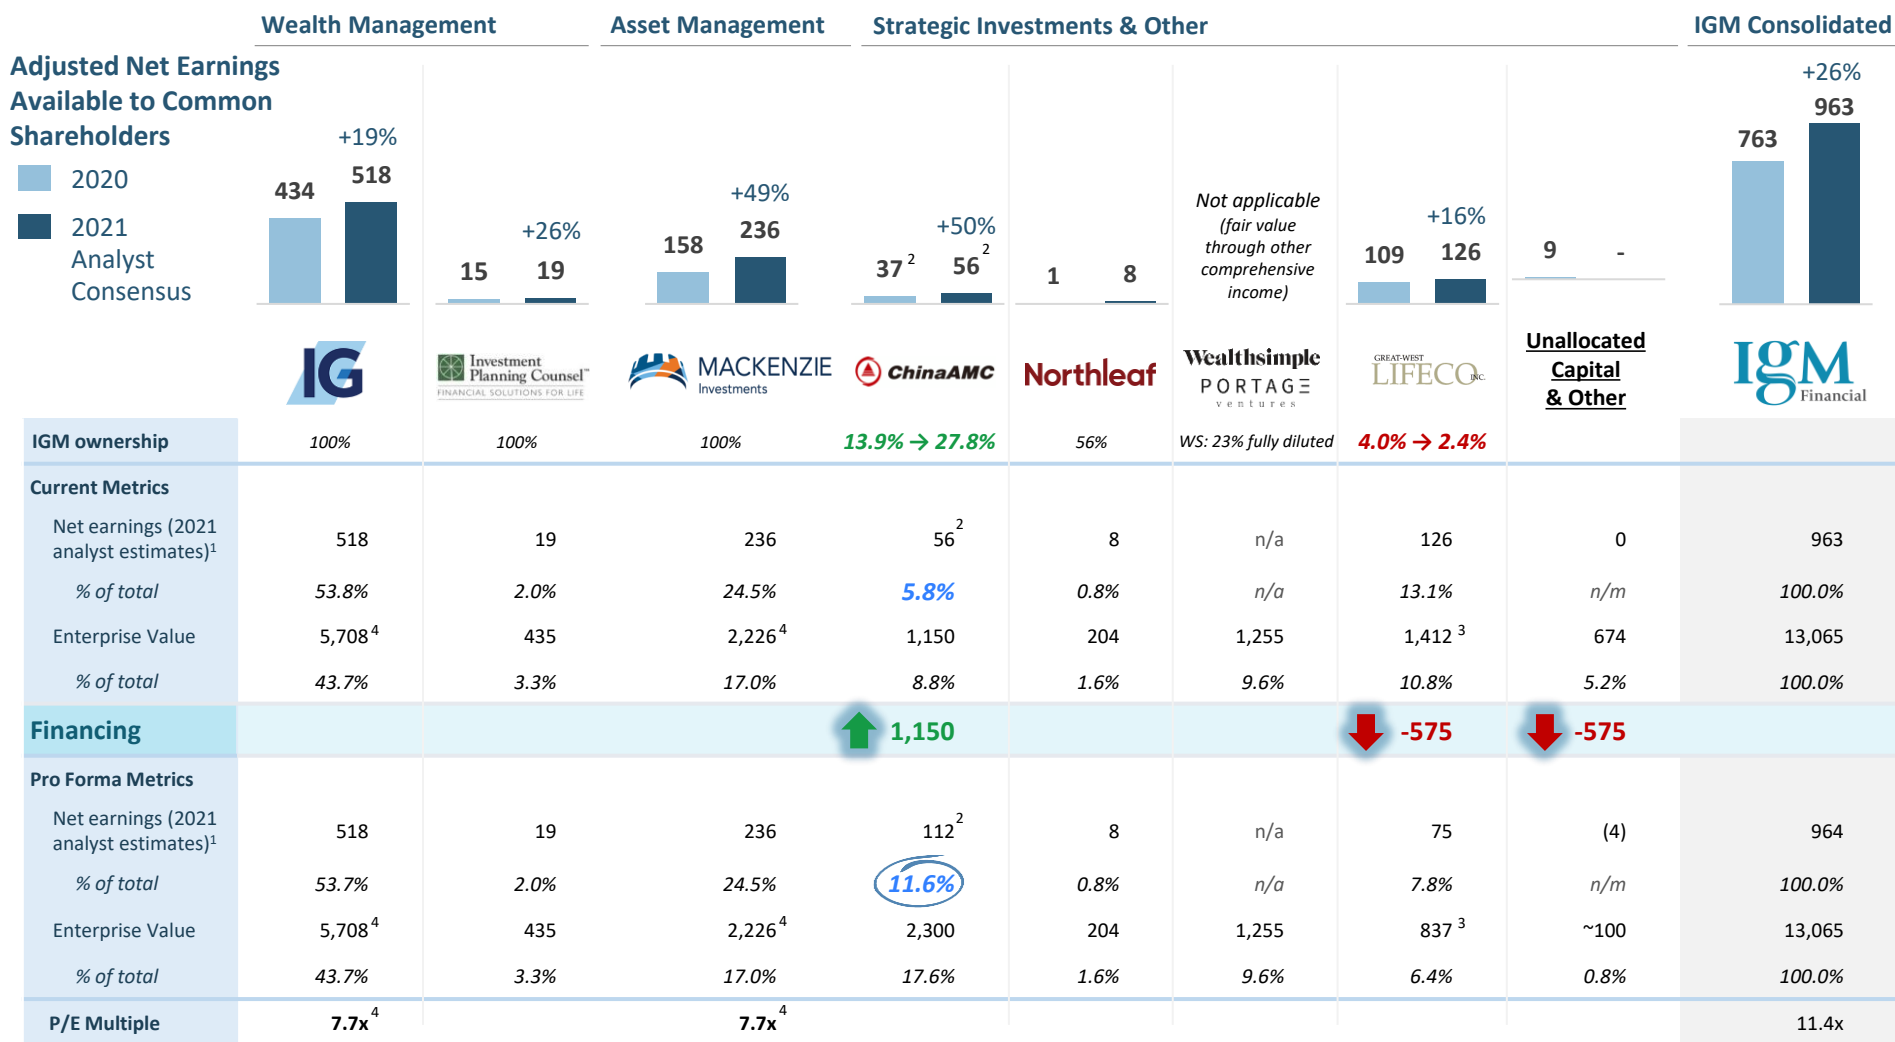 Wealth Management Asset Management Strategic Investments & Other IGM Consolidated
Adjusted Net Earnings
Available to Common
Shareholders
2020
2021
Analyst
Consensus
+19%
434 518
+26%
15 19
+49%
158 236
+50%
37 2 56 2
1 8
Not applicable
(fair value
through other
comprehensive
income)
+16%
109 126
9 -
+26%
763 963
IG
Investment
Planning Counsel™
FINANCIAL SOLUTIONS FOR LIFE
MACKENZIE
Investments
ChinaAMC
Northleaf
Wealthsimple
PORTAGE
ventures
GREAT-WEST
LIFECO INC.
Unallocated
Capital
& Other
IGM
Financial
IGM ownership 100% 100% 100% 13.9% → 27.8% 56% WS: 23% fully diluted 4.0% → 2.4%
Current Metrics
Net earnings (2021
analyst estimates)1 518 19 236 56 2 8 n/a 126 0 963
% of total 53.8% 2.0% 24.5% 5.8% 0.8% n/a 13.1% n/m 100.0%
Enterprise Value 5,708 4 435 2,226 4 1,150 204 1,255 1,412 3 674 13,065
% of total 43.7% 3.3% 17.0% 8.8% 1.6% 9.6% 10.8% 5.2% 100.0%
Financing 1,150 -575 -575
Pro Forma Metrics
Net earnings (2021
analyst estimates)1 518 19 236 112 2 8 n/a 75 (4) 964
% of total 53.7% 2.0% 24.5% 11.6% 0.8% n/a 7.8% n/m 100.0%
Enterprise Value 5,708 4 435 2,226 4 2,300 204 1,255 837 3 ~100 13,065
% of total 43.7% 3.3% 17.0% 17.6% 1.6% 9.6% 6.4% 0.8% 100.0%
P/E Multiple 7.7x 4 7.7x 4 11.4x